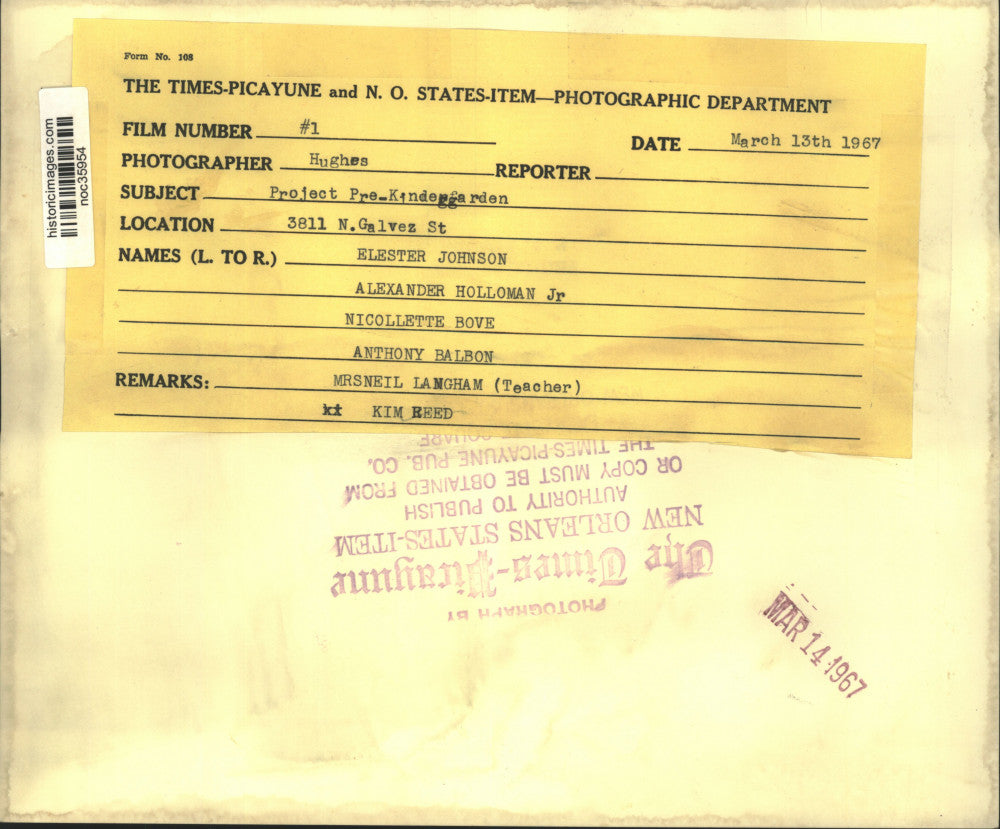 Form No. 108
THE TIMES-PICAYUNE and N. O. STATES-ITEM—PHOTOGRAPHIC DEPARTMENT
FILM NUMBER #1
DATE March 13th 1967
PHOTOGRAPHER Hughes
REPORTER
SUBJECT Project Pre-Kindeggarden
LOCATION 3811 N.Galvez St
NAMES (L. TO R.) ELESTER JOHNSON
ALEXANDER HOLLOMAN Jr
NICOLLETTE BOVE
ANTHONY BALBON
REMARKS: MRSNEIL LANGHAM (Teacher)
xi KIM REED
historicimages.com
noc35954
PHOTOGRAPH BY
The Times-Picayune
NEW ORLEANS STATES-ITEM
AUTHORITY TO PUBLISH
OR COPY MUST BE OBTAINED FROM
THE TIMES-PICAYUNE PUB. CO.
SQUARE
MAR 14 1967